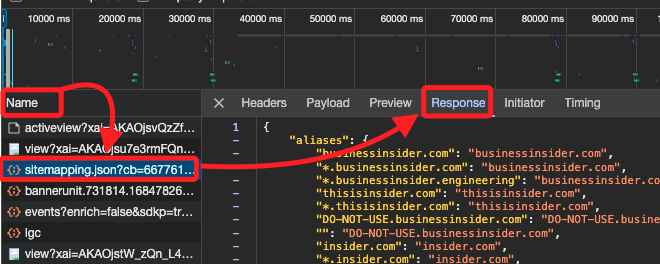 10000 ms 20000 ms 30000 ms 40000 ms 50000 ms 60000 ms 70000 ms 80000 ms 90000 ms
Name
Headers Payload Preview Response Initiator Timing
activeview?xai=AKAOjsvQzZf...
view?xai=AKAOjsu7e3rmFQn...
sitemapping.json?cb=667761...
bannerunit.731814.16847826...
events?enrich=false&sdkp=tr...
lgc
view?xai=AKAOjstW_zQn_L4...
1 {
- "aliases": {
- "businessinsider.com": "businessinsider.com",
- "*.businessinsider.com": "businessinsider.com",
- "*.businessinsider.engineering": "businessinsider.com",
- "thisisinsider.com": "thisisinsider.com",
- "*.thisisinsider.com": "thisisinsider.com",
- "DO-NOT-USE.businessinsider.com": "DO-NOT-USE.busines
- "": "DO-NOT-USE.businessinsider.com",
- "insider.com": "insider.com",
- "*.insider.com": "insider.com",